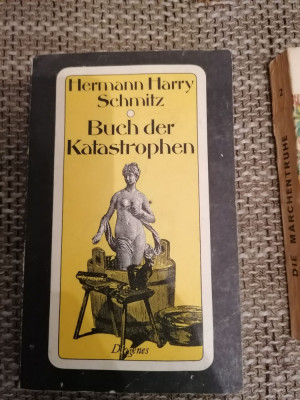 Hermann Harry
Schmitz
Buch der
Katastrophen
Diogenes
DIE MÄRCHENTRUHE